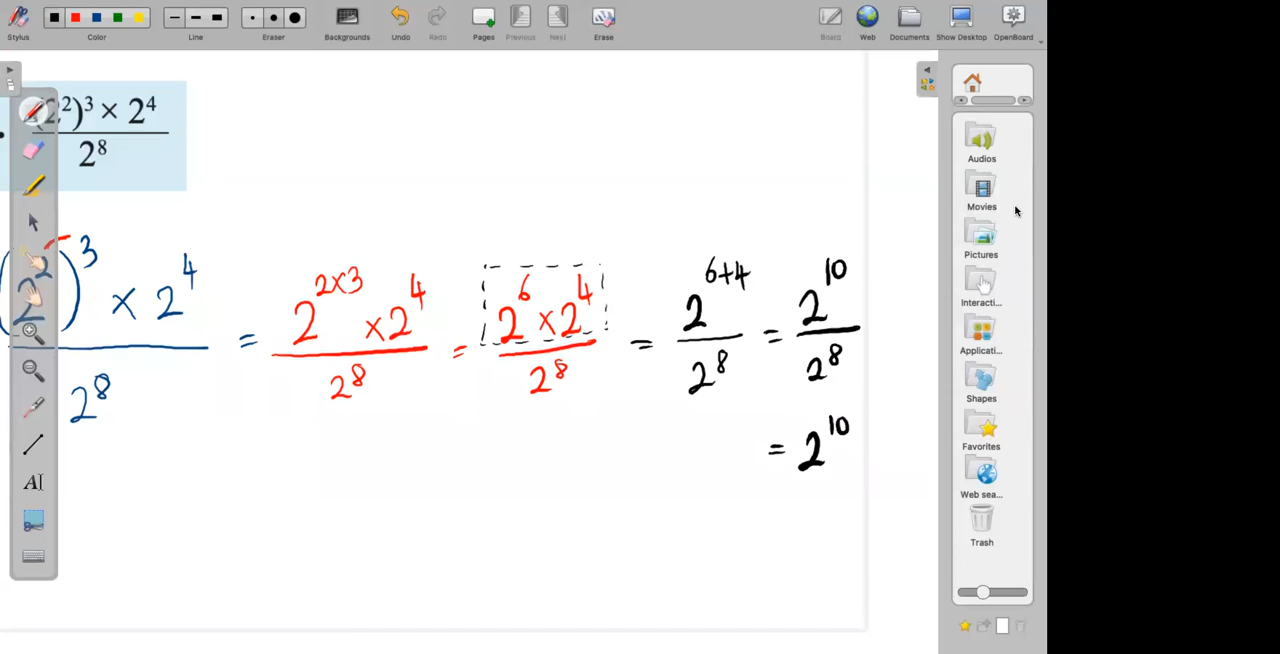 Stylus Color Line Eraser Backgrounds Undo Redo Pages Previous Next Erase Board Web Documents Show Desktop OpenBoard
(2²)³ × 2⁴
2⁸
(2²)³ × 2⁴ / 2⁸ = 2^(2×3) × 2⁴ / 2⁸ = 2⁶ × 2⁴ / 2⁸ = 2^(6+4) / 2⁸ = 2¹⁰ / 2⁸
= 2¹⁰
Audios
Movies
Pictures
Interacti...
Applicati...
Shapes
Favorites
Web sea...
Trash
AI